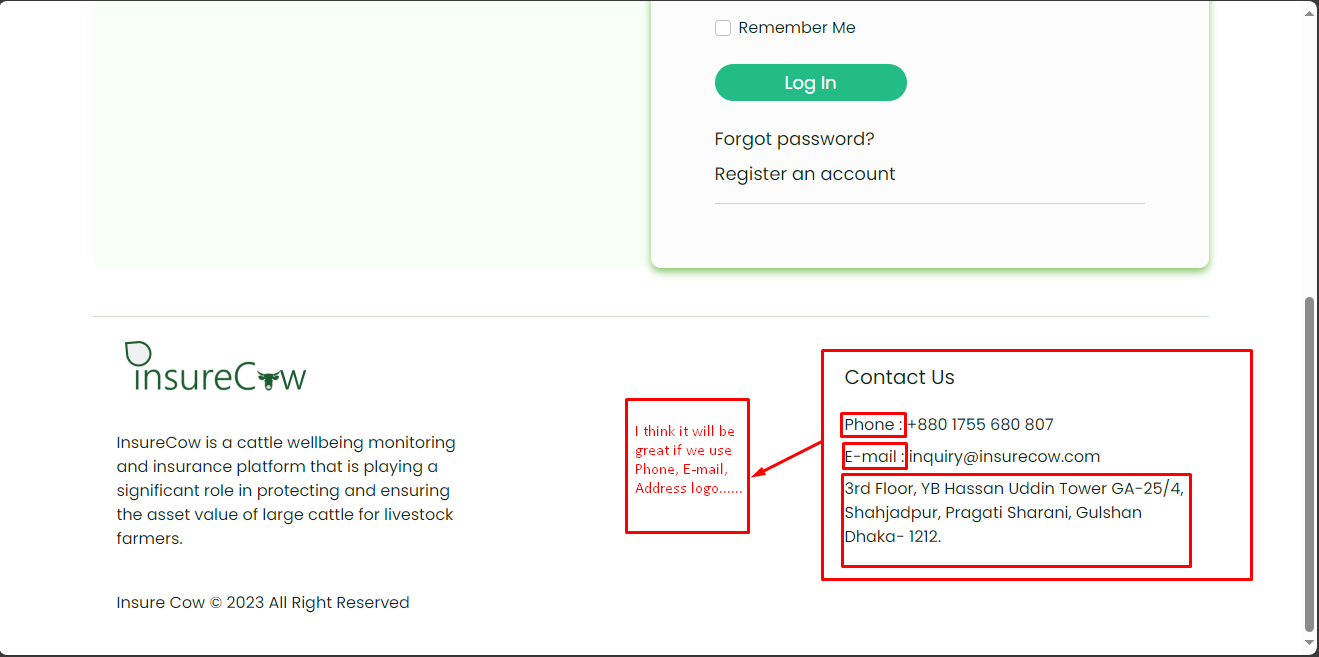 Remember Me
Log In
Forgot password?
Register an account
insureCow
InsureCow is a cattle wellbeing monitoring
and insurance platform that is playing a
significant role in protecting and ensuring
the asset value of large cattle for livestock
farmers.
Insure Cow © 2023 All Right Reserved
I think it will be
great if we use
Phone, E-mail,
Address logo......
Contact Us
Phone : +880 1755 680 807
E-mail : inquiry@insurecow.com
3rd Floor, YB Hassan Uddin Tower GA-25/4,
Shahjadpur, Pragati Sharani, Gulshan
Dhaka- 1212.